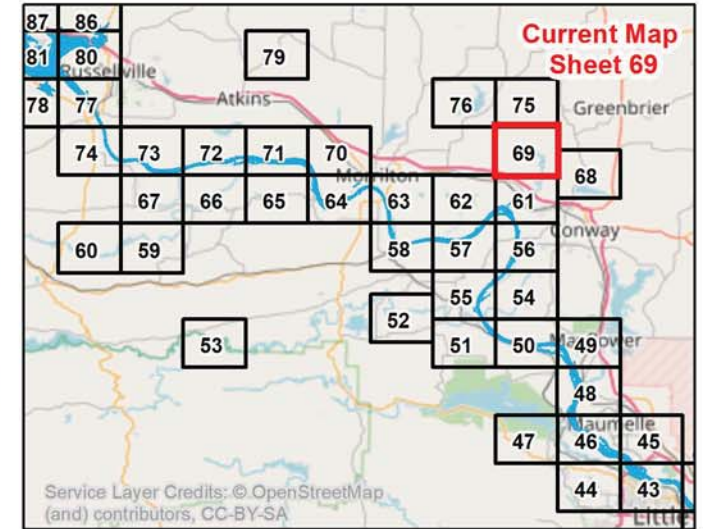 87 86
Current Map
Sheet 69
81 80 79
Russellville
78 77 Atkins 76 75 Greenbrier
74 73 72 71 70 69
Morrilton 68
67 66 65 64 63 62 61
Conway
60 59 58 57 56
55 54
52
53 51 50 49
48
Maumelle
47 46 45
Service Layer Credits: © OpenStreetMap
(and) contributors, CC-BY-SA
44 43
Little